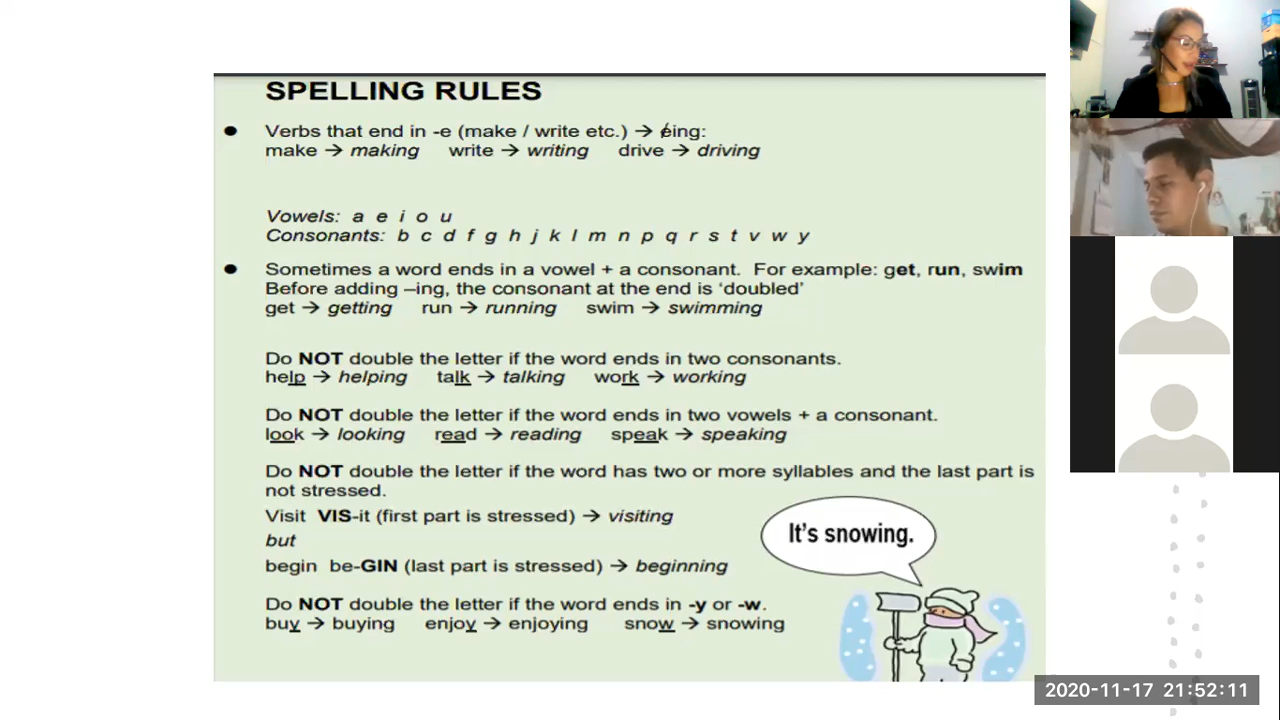 SPELLING RULES
● Verbs that end in -e (make / write etc.) → eing:
make → making write → writing drive → driving
Vowels: a e i o u
Consonants: b c d f g h j k l m n p q r s t v w y
● Sometimes a word ends in a vowel + a consonant. For example: get, run, swim
Before adding –ing, the consonant at the end is ‘doubled’
get → getting run → running swim → swimming
Do NOT double the letter if the word ends in two consonants.
help → helping talk → talking work → working
Do NOT double the letter if the word ends in two vowels + a consonant.
look → looking read → reading speak → speaking
Do NOT double the letter if the word has two or more syllables and the last part is
not stressed.
Visit VIS-it (first part is stressed) → visiting
but
begin be-GIN (last part is stressed) → beginning
Do NOT double the letter if the word ends in -y or -w.
buy → buying enjoy → enjoying snow → snowing
It's snowing.
2020-11-17 21:52:11